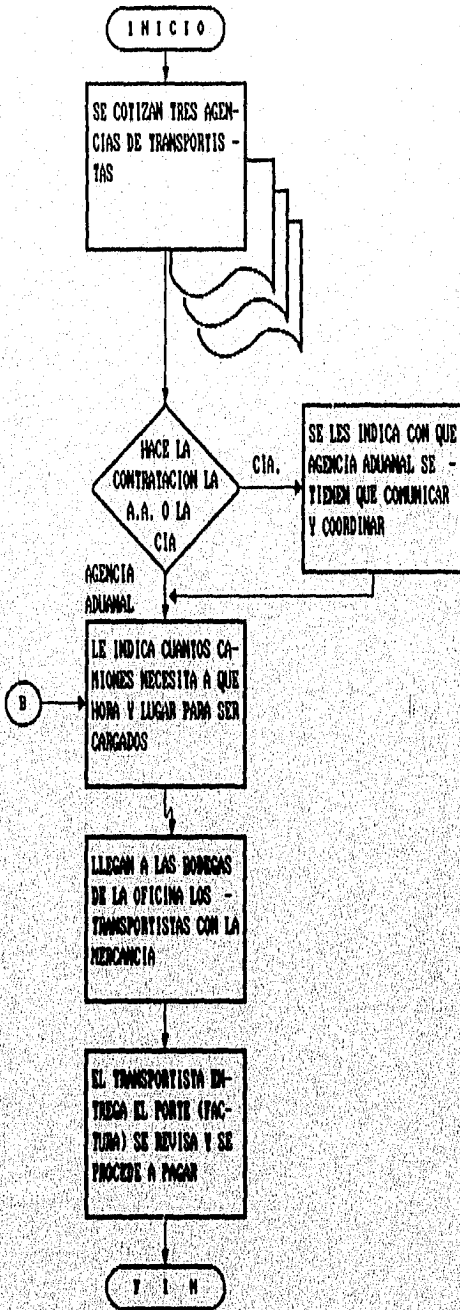 INICIO
SE COTIZAN TRES AGEN-
CIAS DE TRANSPORTIS -
TAS
HACE LA
CONTRATACION LA
A.A. O LA
CIA
CIA.
SE LES INDICA CON QUE
AGENCIA ADUANAL SE -
TIENEN QUE COMUNICAR
Y COORDINAR
AGENCIA
ADUANAL
LE INDICA CUANTOS CA-
MIONES NECESITA A QUE
HORA Y LUGAR PARA SER
CARGADOS
B
LLEGAN A LAS BODEGAS
DE LA OFICINA LOS -
TRANSPORTISTAS CON LA
MERCANCIA
EL TRANSPORTISTA EN-
TREGA EL PORTE (FAC-
TURA) SE REVISA Y SE
PROCEDE A PAGAR
FIN